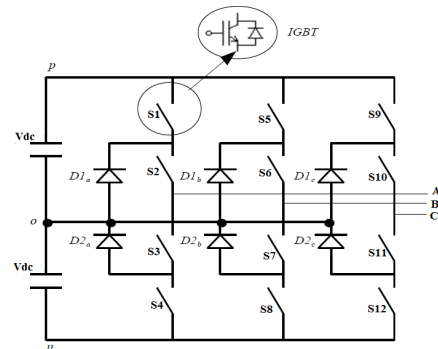 IGBT
p
S1
S5
S9
Vdc
D1a
S2
D1b
S6
D1c
S10
A
B
C
o
D2a
S3
D2b
S7
D2c
S11
Vdc
S4
S8
S12
n